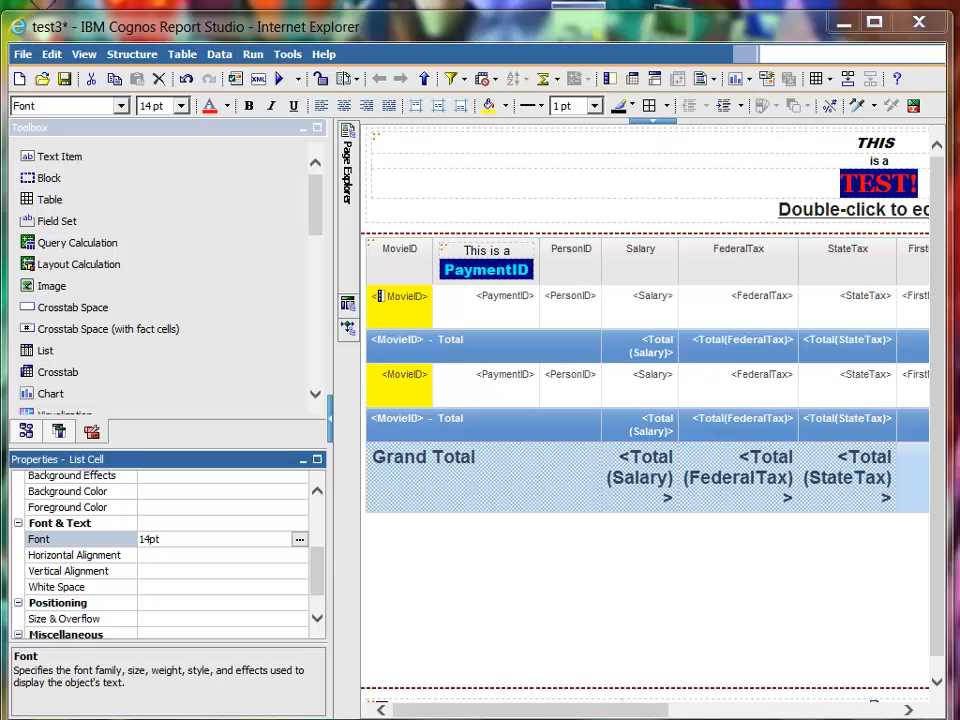 test3* - IBM Cognos Report Studio - Internet Explorer
File Edit View Structure Table Data Run Tools Help
Font 14pt 1 pt
Toolbox
Text Item
Block
Table
Field Set
Query Calculation
Layout Calculation
Image
Crosstab Space
Crosstab Space (with fact cells)
List
Crosstab
Chart
Page Explorer
THIS
is a
TEST!
Double-click to ed
MovieID This is a PersonID Salary FederalTax StateTax First
PaymentID
<MovieID> <PaymentID> <PersonID> <Salary> <FederalTax> <StateTax> <FirstN
<MovieID> - Total <Total <Total(FederalTax)> <Total(StateTax)>
(Salary)>
<MovieID> <PaymentID> <PersonID> <Salary> <FederalTax> <StateTax> <FirstN
<MovieID> - Total <Total <Total(FederalTax)> <Total(StateTax)>
(Salary)>
Grand Total <Total <Total <Total
(Salary) (FederalTax) (StateTax)
> > >
Properties - List Cell
Background Effects
Background Color
Foreground Color
Font & Text
Font 14pt ...
Horizontal Alignment
Vertical Alignment
White Space
Positioning
Size & Overflow
Miscellaneous
Font
Specifies the font family, size, weight, style, and effects used to
display the object's text.